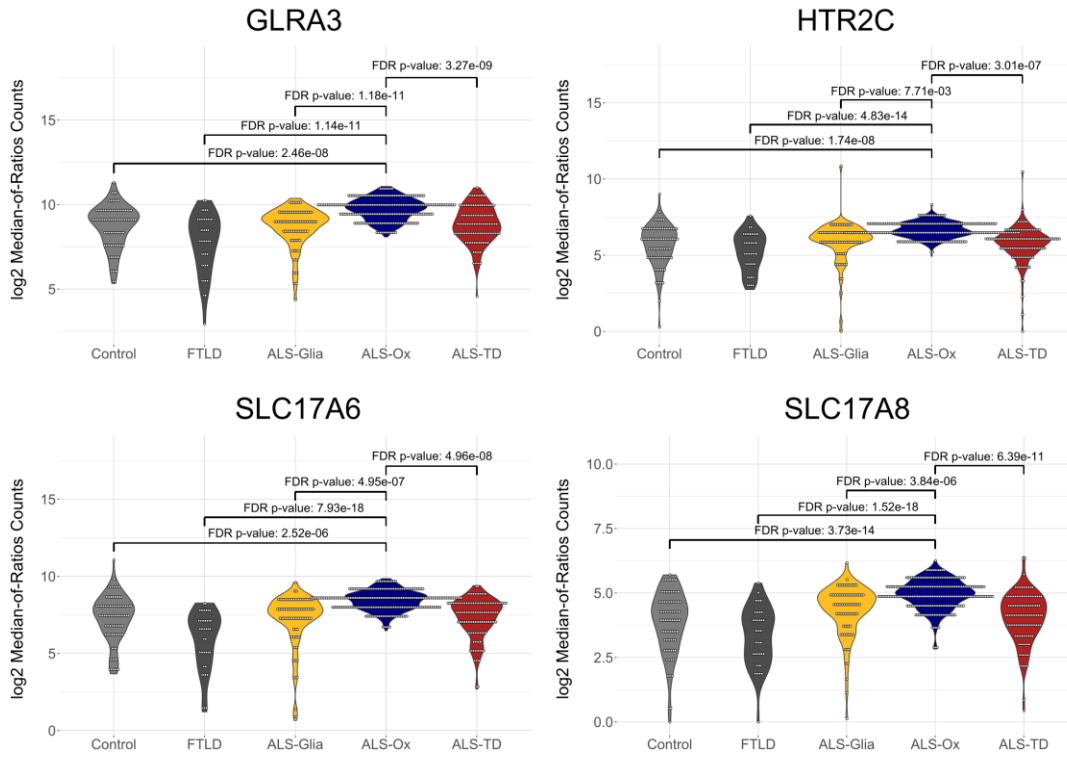 GLRA3
log2 Median-of-Ratios Counts
15
10
5
FDR p-value: 3.27e-09
FDR p-value: 1.18e-11
FDR p-value: 1.14e-11
FDR p-value: 2.46e-08
Control FTLD ALS-Glia ALS-Ox ALS-TD
HTR2C
log2 Median-of-Ratios Counts
15
10
5
0
FDR p-value: 3.01e-07
FDR p-value: 7.71e-03
FDR p-value: 4.83e-14
FDR p-value: 1.74e-08
Control FTLD ALS-Glia ALS-Ox ALS-TD
SLC17A6
log2 Median-of-Ratios Counts
15
10
5
0
FDR p-value: 4.96e-08
FDR p-value: 4.95e-07
FDR p-value: 7.93e-18
FDR p-value: 2.52e-06
Control FTLD ALS-Glia ALS-Ox ALS-TD
SLC17A8
log2 Median-of-Ratios Counts
10.0
7.5
5.0
2.5
0.0
FDR p-value: 6.39e-11
FDR p-value: 3.84e-06
FDR p-value: 1.52e-18
FDR p-value: 3.73e-14
Control FTLD ALS-Glia ALS-Ox ALS-TD